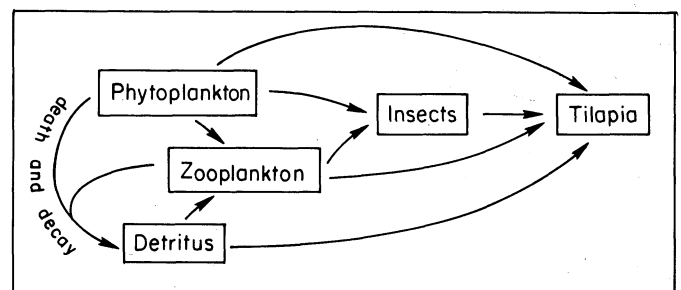 Phytoplankton
Insects
Tilapia
Zooplankton
Detritus
death and decay